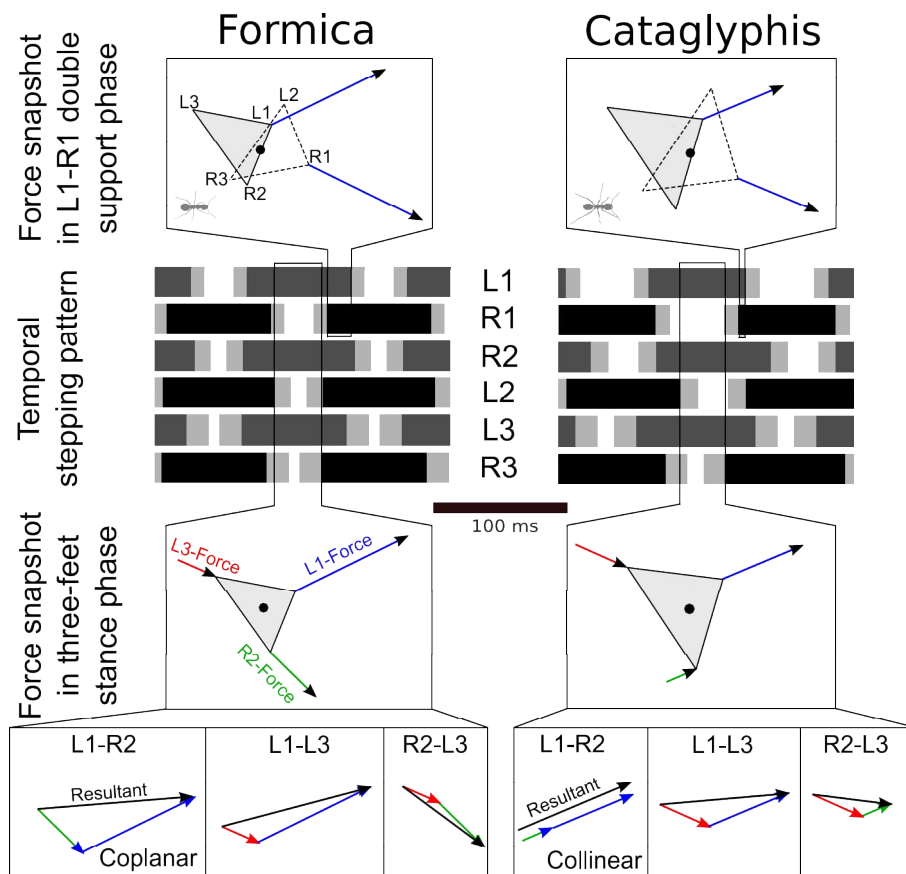 Formica
Cataglyphis
Force snapshot
in L1-R1 double
support phase
L3
L1
L2
R1
R3
R2
Temporal
stepping pattern
L1
R1
R2
L2
L3
R3
100 ms
Force snapshot
in three-feet
stance phase
L3-Force
L1-Force
R2-Force
L1-R2
L1-L3
R2-L3
Resultant
Coplanar
L1-R2
L1-L3
R2-L3
Resultant
Collinear